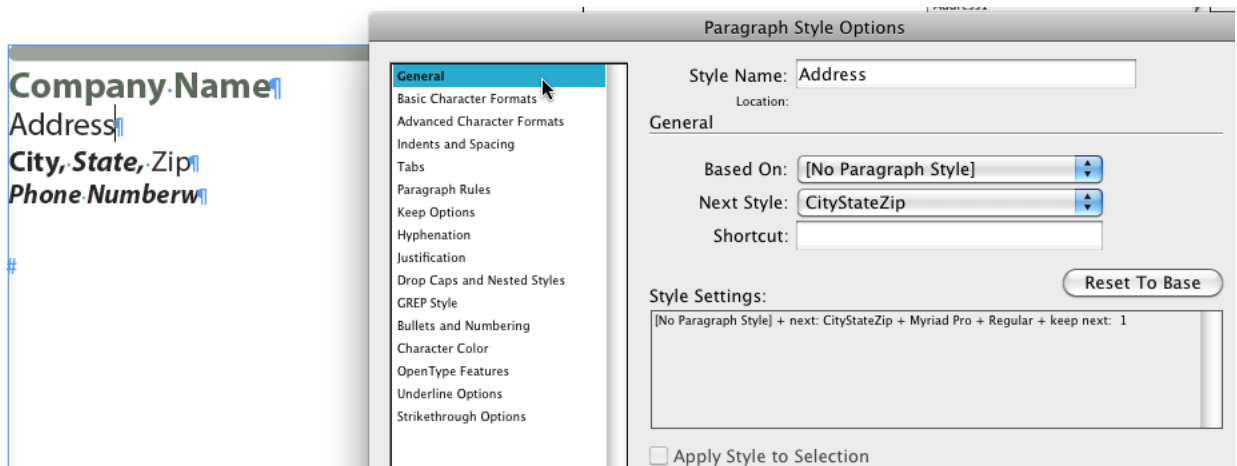 Paragraph Style Options
Company Name¶
Address¶
City, State, Zip¶
Phone Numberw¶
#
General
Basic Character Formats
Advanced Character Formats
Indents and Spacing
Tabs
Paragraph Rules
Keep Options
Hyphenation
Justification
Drop Caps and Nested Styles
GREP Style
Bullets and Numbering
Character Color
OpenType Features
Underline Options
Strikethrough Options
Style Name: Address
Location:
General
Based On: [No Paragraph Style]
Next Style: CityStateZip
Shortcut:
Reset To Base
Style Settings:
[No Paragraph Style] + next: CityStateZip + Myriad Pro + Regular + keep next: 1
Apply Style to Selection